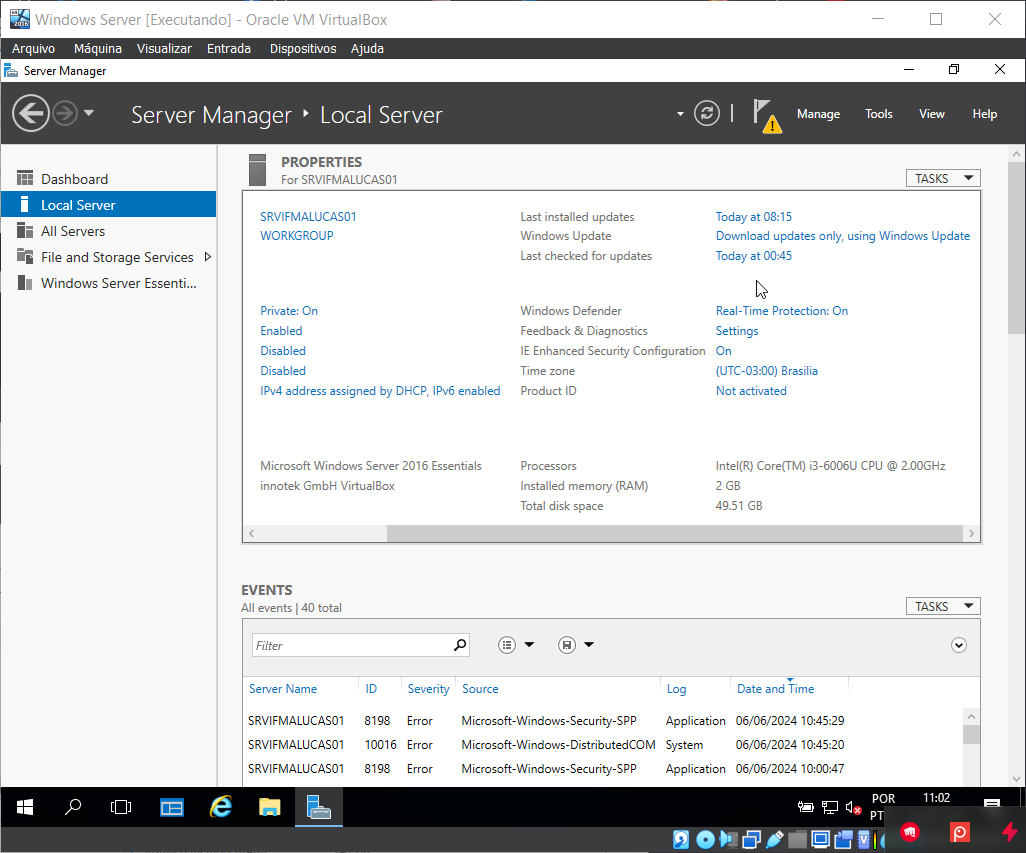 Windows Server [Executando] - Oracle VM VirtualBox
Arquivo Máquina Visualizar Entrada Dispositivos Ajuda
Server Manager
Server Manager ‣ Local Server
Manage Tools View Help
Dashboard
Local Server
All Servers
File and Storage Services
Windows Server Essenti...
PROPERTIES
For SRVIFMALUCAS01
TASKS
SRVIFMALUCAS01 Last installed updates Today at 08:15
WORKGROUP Windows Update Download updates only, using Windows Update
Last checked for updates Today at 00:45
Private: On Windows Defender Real-Time Protection: On
Enabled Feedback & Diagnostics Settings
Disabled IE Enhanced Security Configuration On
Disabled Time zone (UTC-03:00) Brasilia
IPv4 address assigned by DHCP, IPv6 enabled Product ID Not activated
Microsoft Windows Server 2016 Essentials Processors Intel(R) Core(TM) i3-6006U CPU @ 2.00GHz
innotek GmbH VirtualBox Installed memory (RAM) 2 GB
Total disk space 49.51 GB
EVENTS
All events | 40 total
TASKS
Filter
Server Name ID Severity Source Log Date and Time
SRVIFMALUCAS01 8198 Error Microsoft-Windows-Security-SPP Application 06/06/2024 10:45:29
SRVIFMALUCAS01 10016 Error Microsoft-Windows-DistributedCOM System 06/06/2024 10:45:20
SRVIFMALUCAS01 8198 Error Microsoft-Windows-Security-SPP Application 06/06/2024 10:00:47
POR 11:02